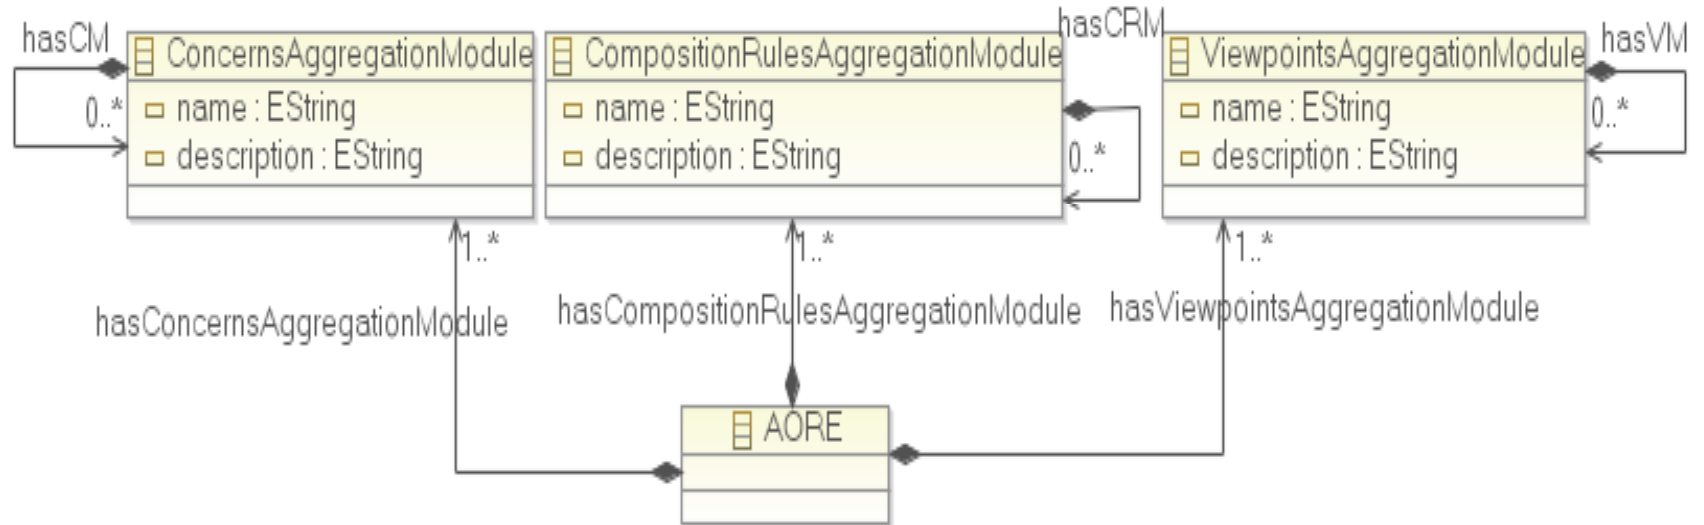 hasCM
ConcernsAggregationModule
name : EString
description : EString
0..*
CompositionRulesAggregationModule
name : EString
description : EString
hasCRM
0..*
ViewpointsAggregationModule
name : EString
description : EString
hasVM
0..*
1..*
1..*
1..*
hasConcernsAggregationModule
hasCompositionRulesAggregationModule
hasViewpointsAggregationModule
AORE